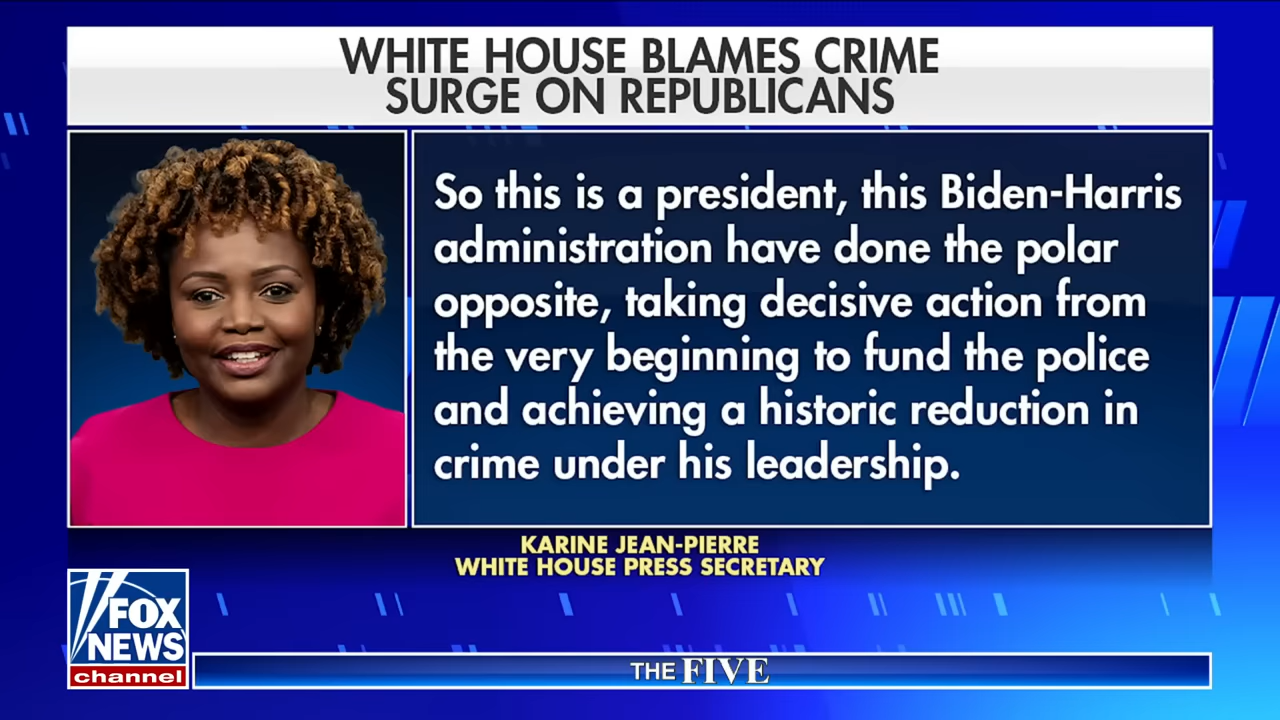 WHITE HOUSE BLAMES CRIME
SURGE ON REPUBLICANS
So this is a president, this Biden-Harris
administration have done the polar
opposite, taking decisive action from
the very beginning to fund the police
and achieving a historic reduction in
crime under his leadership.
KARINE JEAN-PIERRE
WHITE HOUSE PRESS SECRETARY
FOX
NEWS
channel
THE FIVE